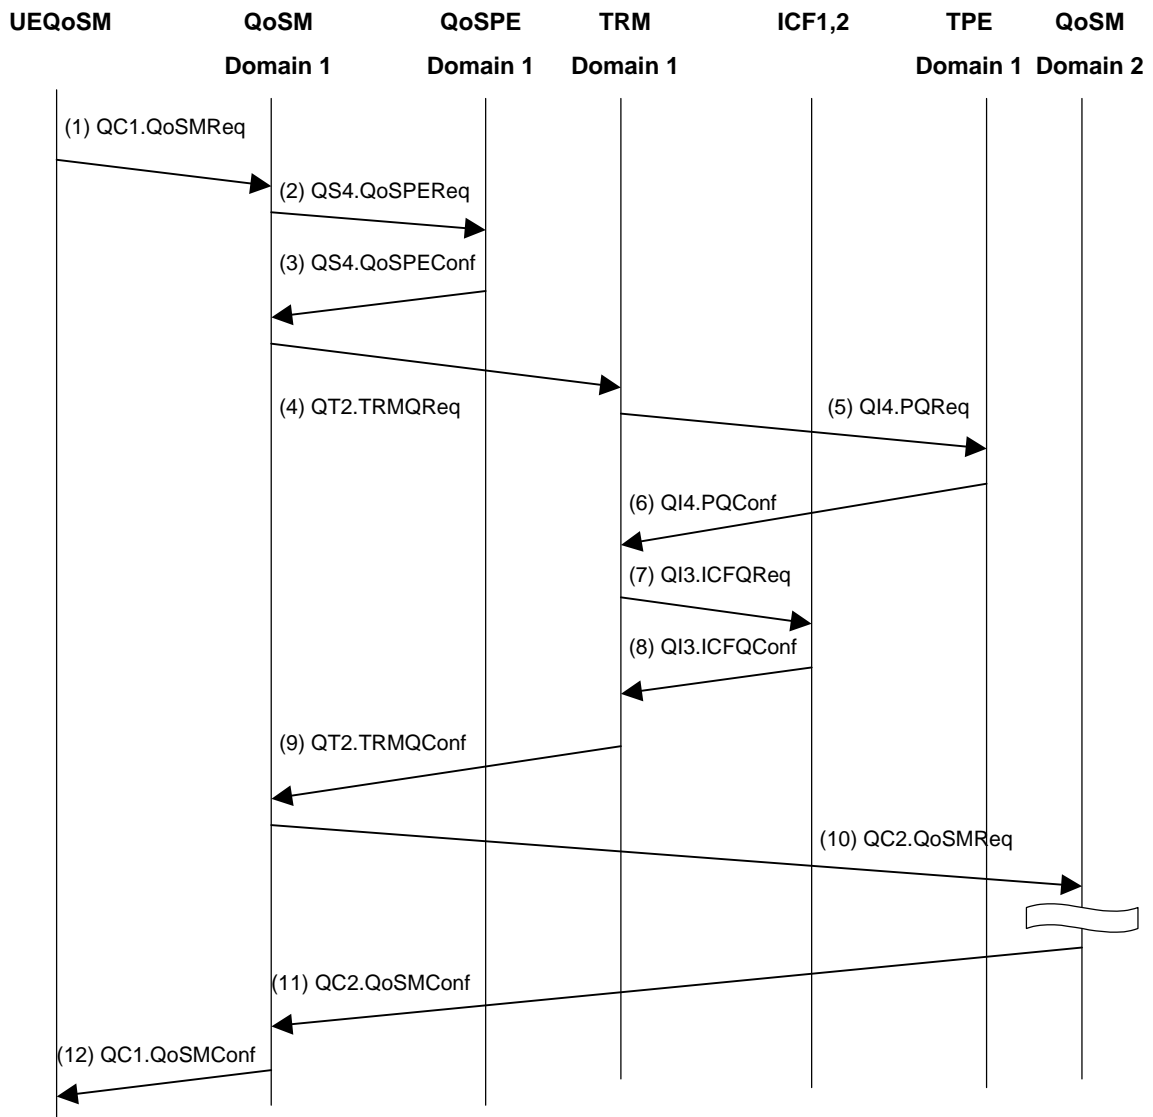 UEQoSM QoSM QoSPE TRM ICF1,2 TPE QoSM
Domain 1 Domain 1 Domain 1 Domain 1 Domain 2
(1) QC1.QoSMReq
(2) QS4.QoSPEReq
(3) QS4.QoSPEConf
(4) QT2.TRMQReq
(5) QI4.PQReq
(6) QI4.PQConf
(7) QI3.ICFQReq
(8) QI3.ICFQConf
(9) QT2.TRMQConf
(10) QC2.QoSMReq
(11) QC2.QoSMConf
(12) QC1.QoSMConf